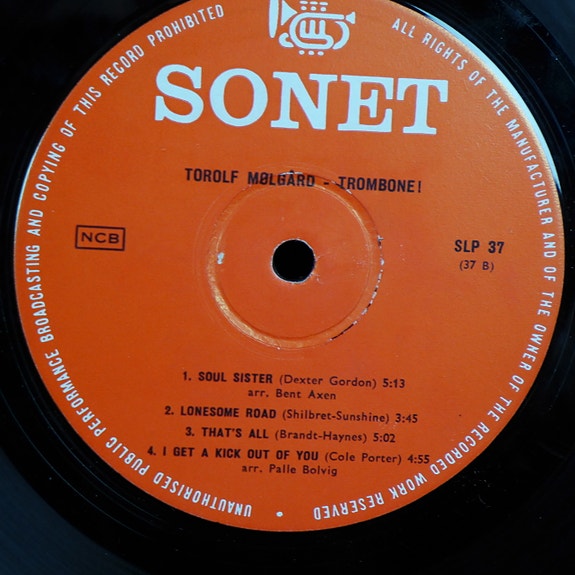 SONET
TOROLF MØLGARD - TROMBONE!
NCB
SLP 37
(37 B)
1. SOUL SISTER (Dexter Gordon) 5:13
arr. Bent Axen
2. LONESOME ROAD (Shilbret-Sunshine) 3:45
3. THAT'S ALL (Brandt-Haynes) 5:02
4. I GET A KICK OUT OF YOU (Cole Porter) 4:55
arr. Palle Bolvig
ALL RIGHTS OF THE MANUFACTURER AND OF THE OWNER OF THE RECORDED WORK RESERVED
• UNAUTHORISED PUBLIC PERFORMANCE BROADCASTING AND COPYING OF THIS RECORD PROHIBITED